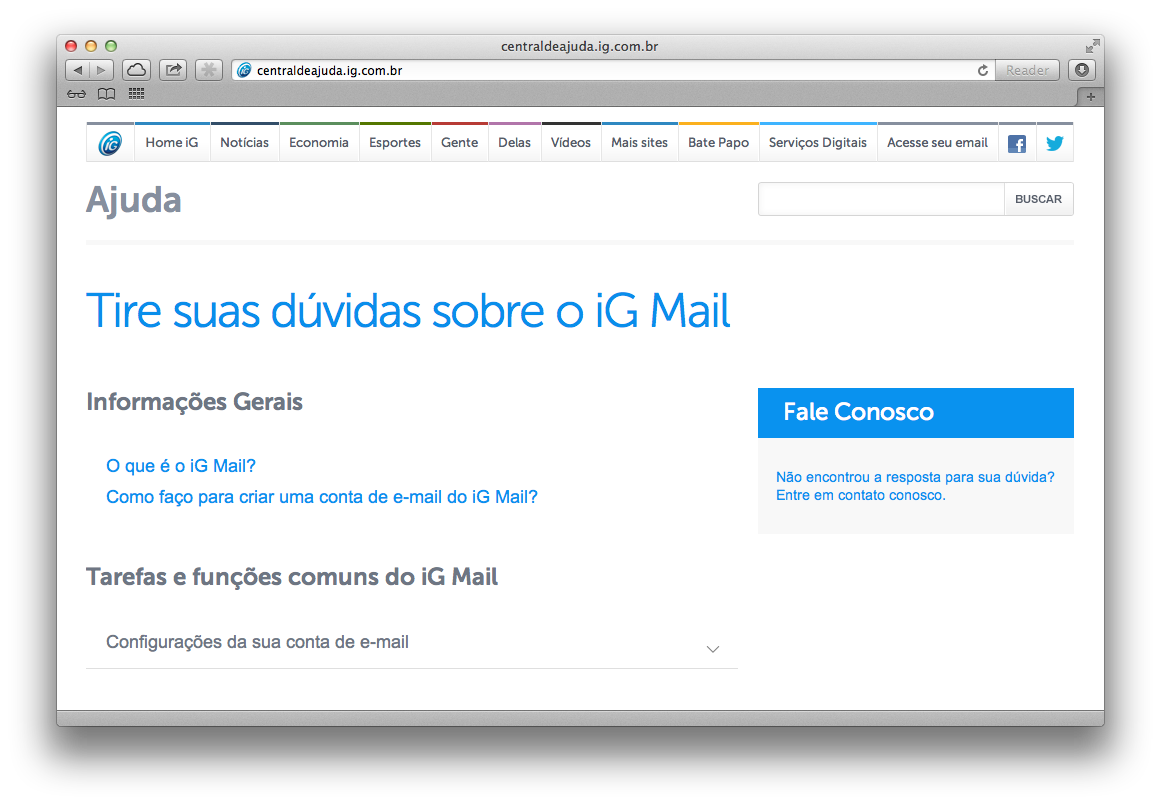 centraldeajuda.ig.com.br
centraldeajuda.ig.com.br Reader
iG Home iG Notícias Economia Esportes Gente Delas Vídeos Mais sites Bate Papo Serviços Digitais Acesse seu email
Ajuda BUSCAR
Tire suas dúvidas sobre o iG Mail
Informações Gerais
O que é o iG Mail?
Como faço para criar uma conta de e-mail do iG Mail?
Fale Conosco
Não encontrou a resposta para sua dúvida?
Entre em contato conosco.
Tarefas e funções comuns do iG Mail
Configurações da sua conta de e-mail